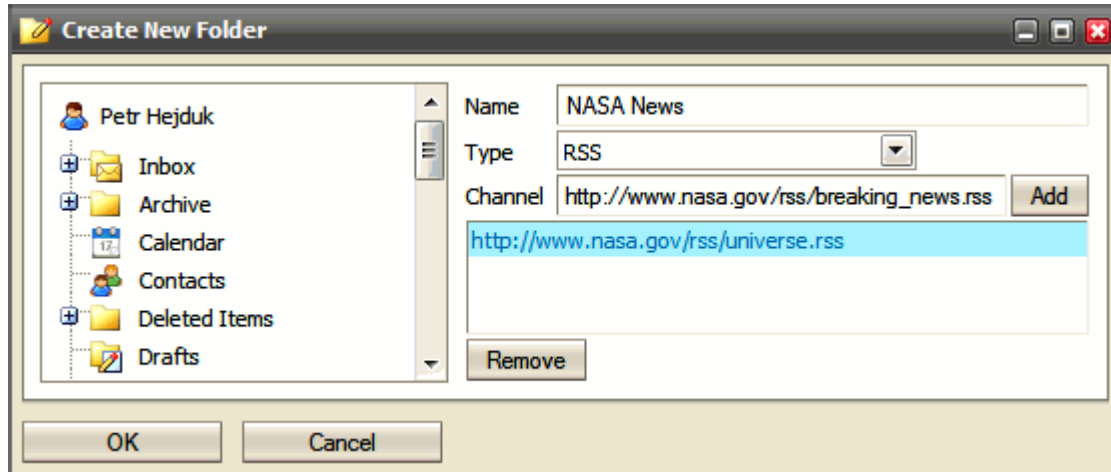 Create New Folder
Petr Hejduk
Inbox
Archive
Calendar
17
Contacts
Deleted Items
Drafts
Name NASA News
Type RSS
Channel http://www.nasa.gov/rss/breaking_news.rss Add
http://www.nasa.gov/rss/universe.rss
Remove
OK Cancel